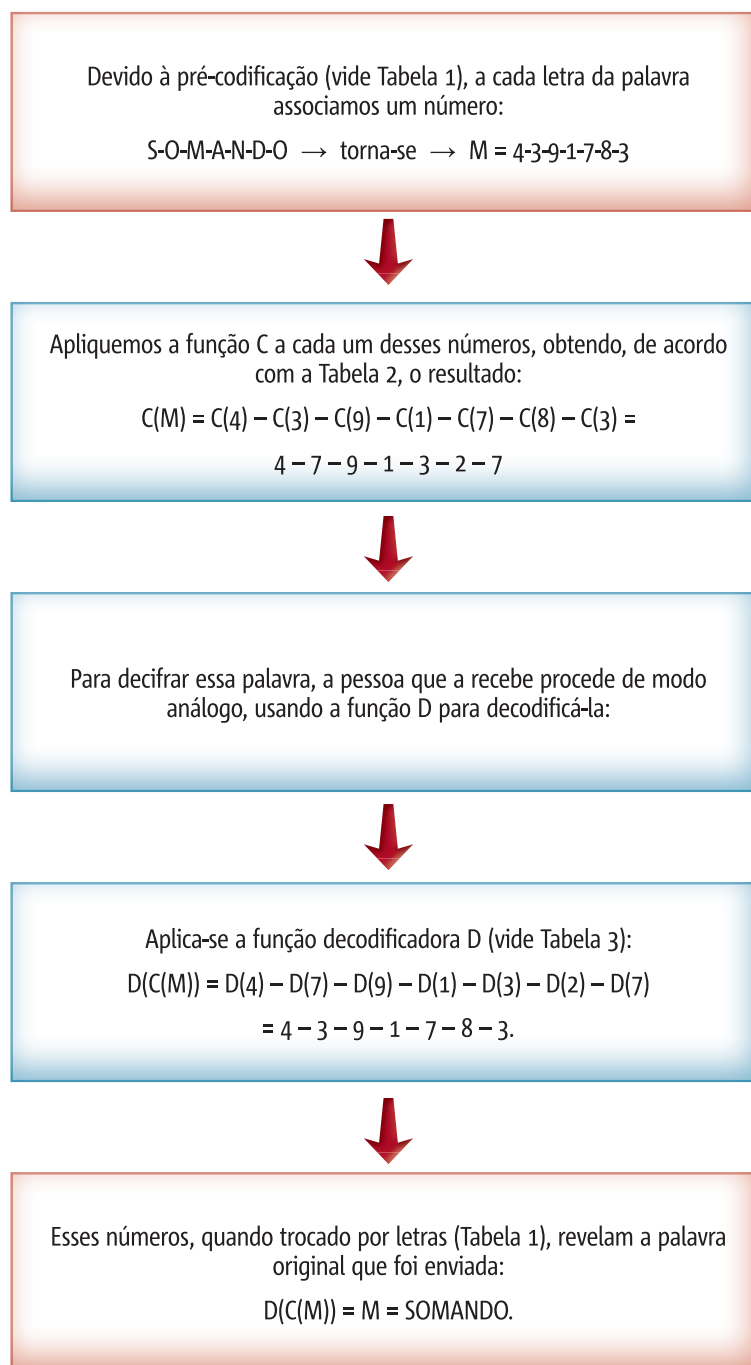 Devido à pré-codificação (vide Tabela 1), a cada letra da palavra
associamos um número:
S-O-M-A-N-D-O → torna-se → M = 4-3-9-1-7-8-3
Apliquemos a função C a cada um desses números, obtendo, de acordo
com a Tabela 2, o resultado:
C(M) = C(4) – C(3) – C(9) – C(1) – C(7) – C(8) – C(3) =
4 – 7 – 9 – 1 – 3 – 2 – 7
Para decifrar essa palavra, a pessoa que a recebe procede de modo
análogo, usando a função D para decodificá-la:
Aplica-se a função decodificadora D (vide Tabela 3):
D(C(M)) = D(4) – D(7) – D(9) – D(1) – D(3) – D(2) – D(7)
= 4 – 3 – 9 – 1 – 7 – 8 – 3.
Esses números, quando trocado por letras (Tabela 1), revelam a palavra
original que foi enviada:
D(C(M)) = M = SOMANDO.